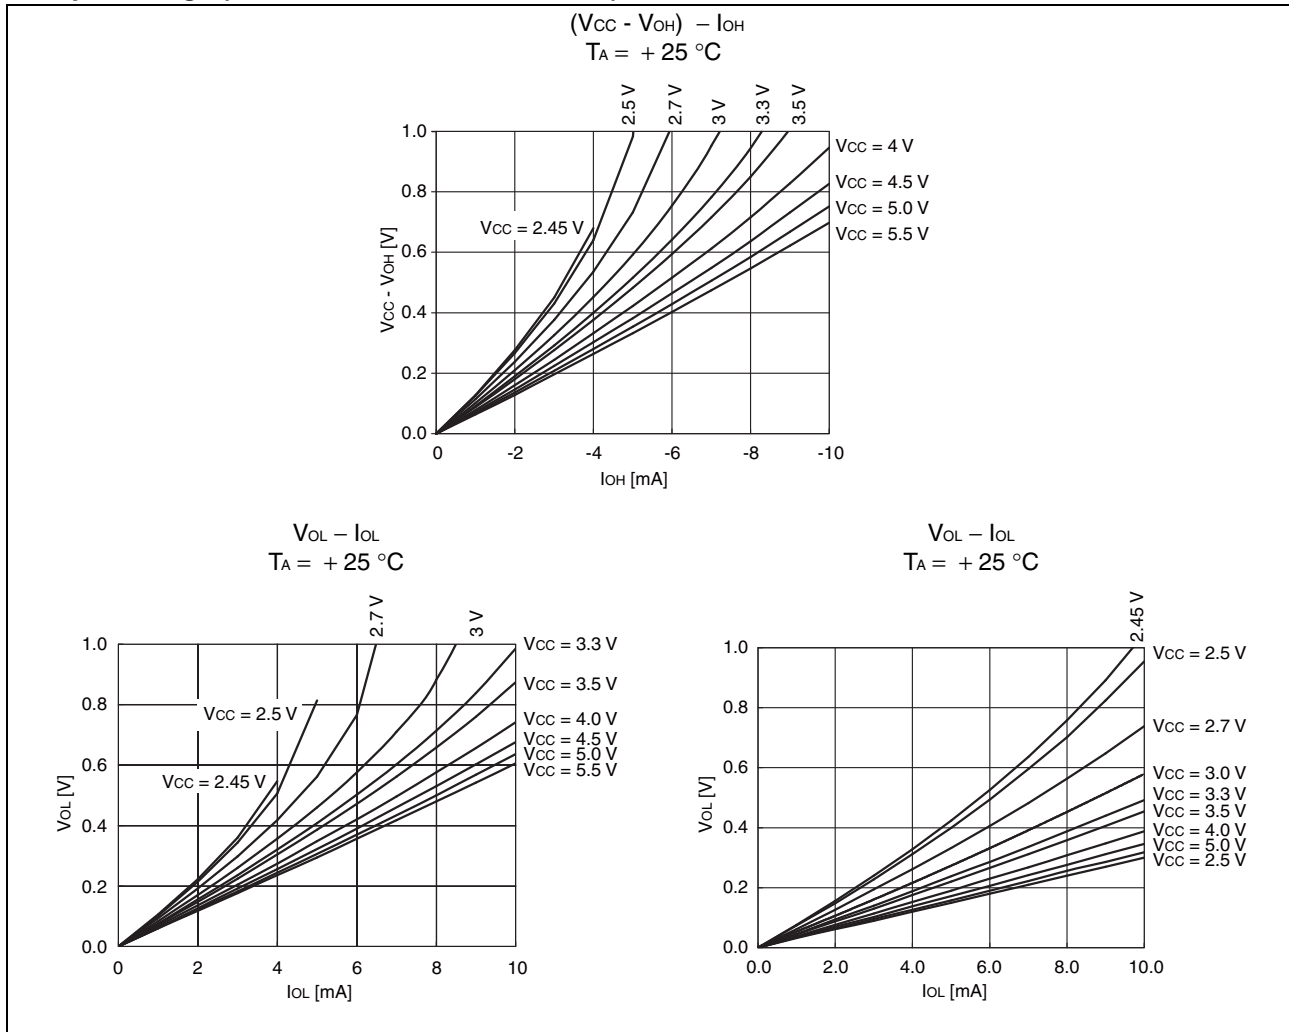 (VCC - VOH) – IOH
TA = + 25 °C
2.5 V
2.7 V
3 V
3.3 V
3.5 V
1.0
0.8
0.6
0.4
0.2
0.0
VCC - VOH [V]
VCC = 2.45 V
VCC = 4 V
VCC = 4.5 V
VCC = 5.0 V
VCC = 5.5 V
0 -2 -4 -6 -8 -10
IOH [mA]
VOL – IOL
TA = + 25 °C
2.7 V
3 V
1.0
0.8
0.6
0.4
0.2
0.0
VOL [V]
VCC = 2.5 V
VCC = 2.45 V
VCC = 3.3 V
VCC = 3.5 V
VCC = 4.0 V
VCC = 4.5 V
VCC = 5.0 V
VCC = 5.5 V
0 2 4 6 8 10
IOL [mA]
VOL – IOL
TA = + 25 °C
2.45 V
1.0
0.8
0.6
0.4
0.2
0.0
VOL [V]
VCC = 2.5 V
VCC = 2.7 V
VCC = 3.0 V
VCC = 3.3 V
VCC = 3.5 V
VCC = 4.0 V
VCC = 5.0 V
VCC = 2.5 V
0.0 2.0 4.0 6.0 8.0 10.0
IOL [mA]